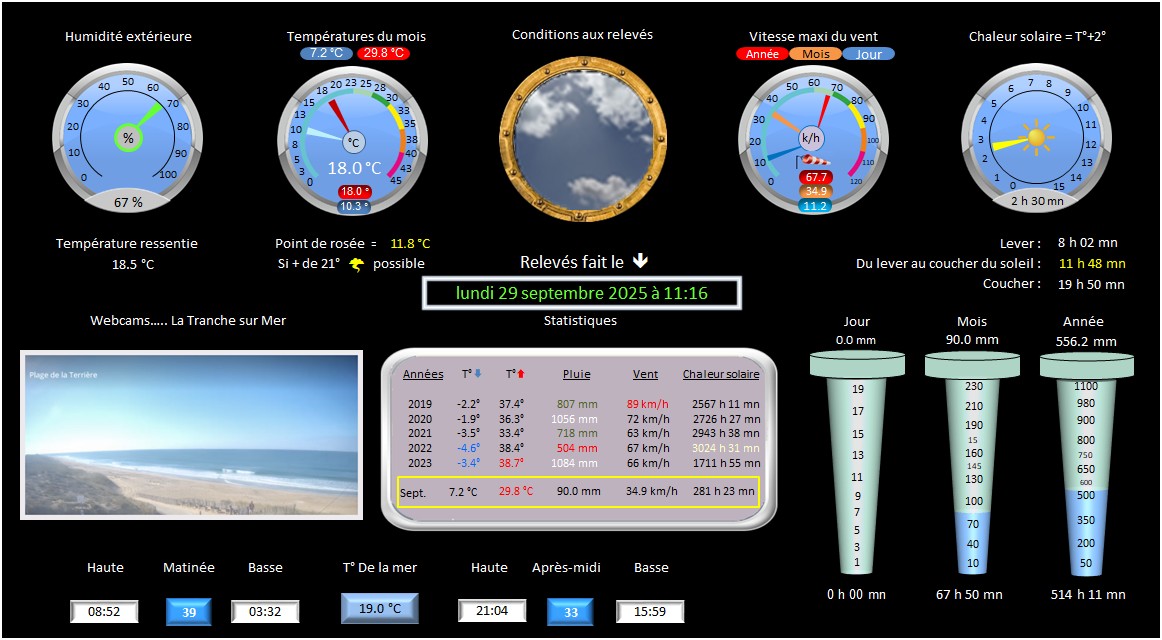 Humidité extérieure
Températures du mois
Conditions aux relevés
Vitesse maxi du vent
Chaleur solaire = T°+2°
7.2 °C 29.8 °C
Année Mois Jour
0 10 20 30 40 50 60 70 80 90 100
%
67 %
0 3 5 8 10 13 15 18 20 23 25 28 30 33 35 38 40 43 45
°C
18.0 °C
18.0 °
10.3 °
0 10 20 30 40 50 60 70 80 90 100 110 120
k/h
67.7
34.9
11.2
0 1 2 3 4 5 6 7 8 9 10 11 12 13 14 15
2 h 30 mn
Température ressentie
18.5 °C
Point de rosée = 11.8 °C
Si + de 21° possible
Relevés fait le
lundi 29 septembre 2025 à 11:16
Lever : 8 h 02 mn
Du lever au coucher du soleil : 11 h 48 mn
Coucher : 19 h 50 mn
Webcams..... La Tranche sur Mer
Plage de la Terrière
Statistiques
Années T° T° Pluie Vent Chaleur solaire
2019 -2.2° 37.4° 807 mm 89 km/h 2567 h 11 mn
2020 -1.9° 36.3° 1056 mm 72 km/h 2726 h 27 mn
2021 -3.5° 33.4° 718 mm 63 km/h 2943 h 38 mn
2022 -4.6° 38.4° 504 mm 67 km/h 3024 h 31 mn
2023 -3.4° 38.7° 1084 mm 66 km/h 1711 h 55 mn
Sept. 7.2 °C 29.8 °C 90.0 mm 34.9 km/h 281 h 23 mn
Jour
0.0 mm
19
17
15
13
11
9
7
5
3
1
0 h 00 mn
Mois
90.0 mm
230
210
190
15
160
145
130
100
70
40
10
67 h 50 mn
Année
556.2 mm
1100
980
900
800
750
650
600
500
350
200
50
514 h 11 mn
Haute Matinée Basse
08:52 39 03:32
T° De la mer
19.0 °C
Haute Après-midi Basse
21:04 33 15:59